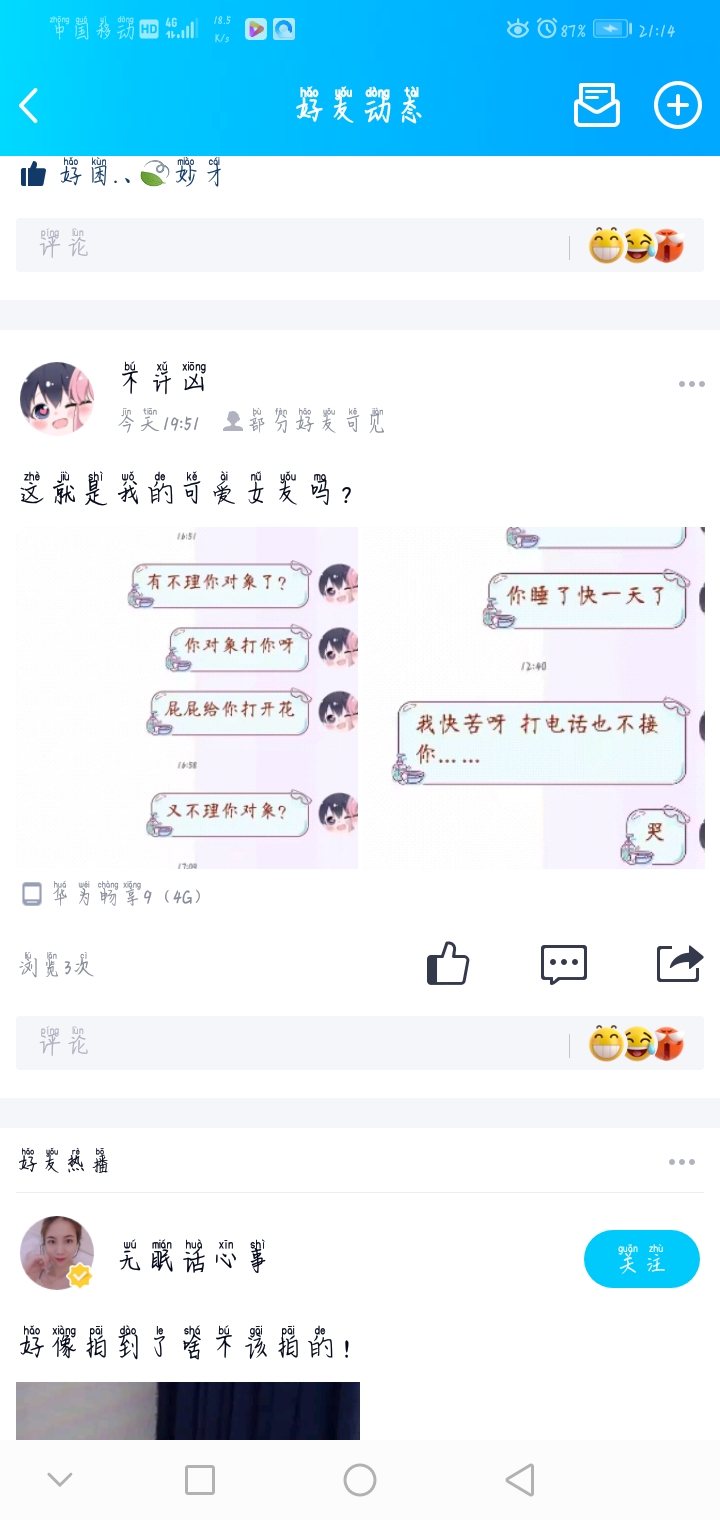 中国移动 HD 4G 18.5 K/s 87% 21:14
好友动态
好困.、妙才
评论
不许凶
今天19:51 部分好友可见
这就是我的可爱女友吗?
16:51
有不理你对象了?
你对象打你呀
屁屁给你打开花
16:58
又不理你对象?
17:09
你睡了快一天了
12:40
我快苦呀 打电话也不接
你... ...
哭
华为畅享9（4G）
浏览3次
评论
好友热播
无眠话心事
关注
好像拍到了啥不该拍的!